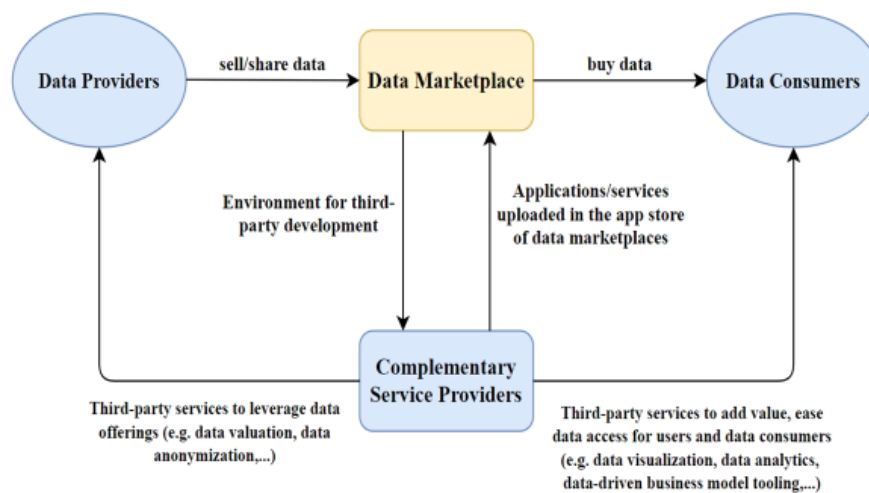 Data Providers
sell/share data
Data Marketplace
buy data
Data Consumers
Environment for third-
party development
Applications/services
uploaded in the app store
of data marketplaces
Complementary
Service Providers
Third-party services to leverage data
offerings (e.g. data valuation, data
anonymization,...)
Third-party services to add value, ease
data access for users and data consumers
(e.g. data visualization, data analytics,
data-driven business model tooling,...)